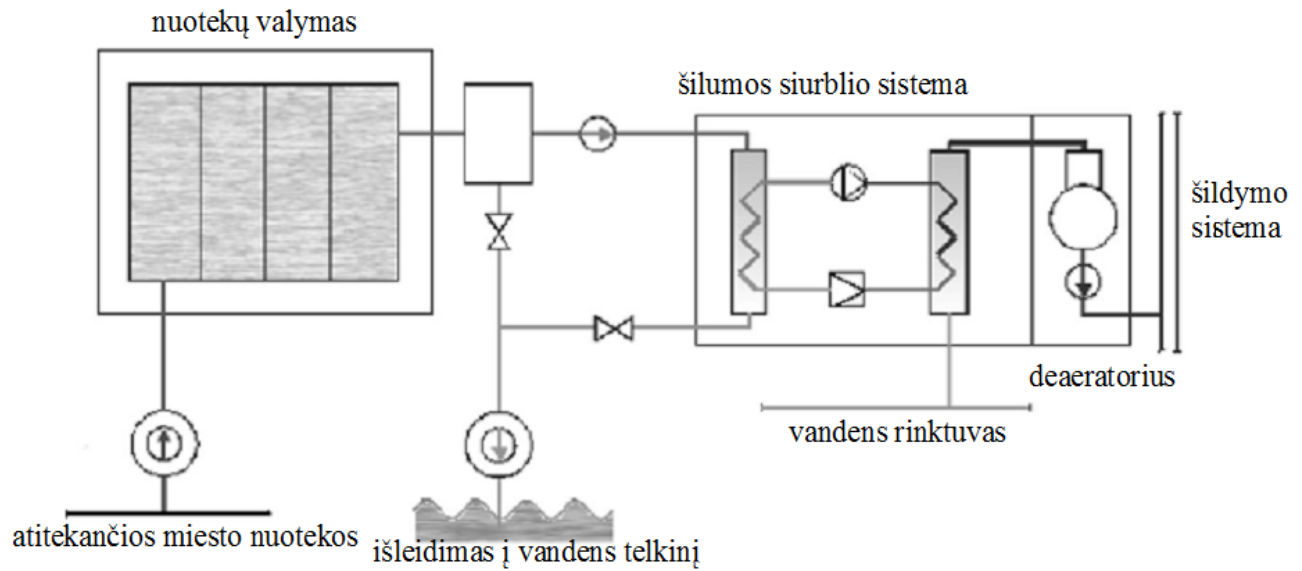 nuotekų valymas
šilumos siurblio sistema
šildymo
sistema
deaeratorius
vandens rinktuvas
atitekančios miesto nuotekos
išleidimas į vandens telkinį